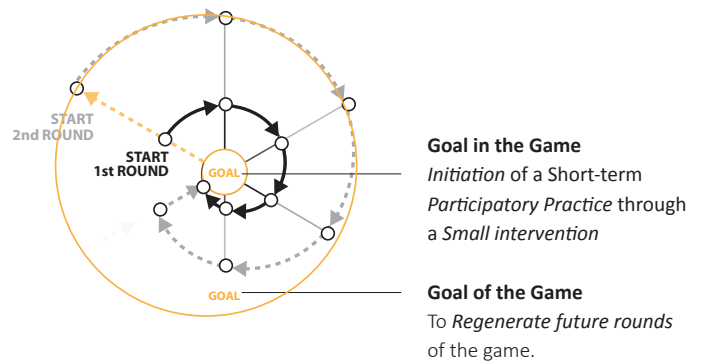 START
2nd ROUND
START
1st ROUND
GOAL
GOAL
Goal in the Game
Initiation of a Short-term
Participatory Practice through
a Small intervention
Goal of the Game
To Regenerate future rounds
of the game.